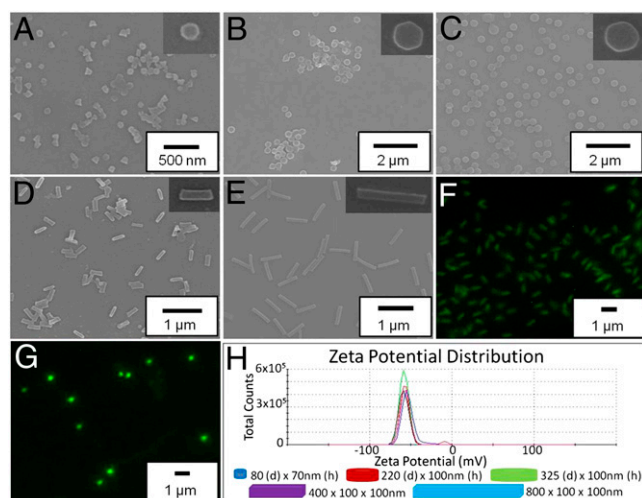 A
B
C
500 nm
2 μm
2 μm
D
E
F
1 μm
1 μm
1 μm
G
H
Zeta Potential Distribution
6x10⁵
3x10⁵
Total Counts
-100
0
100
Zeta Potential (mV)
1 μm
80 (d) x 70nm (h)
220 (d) x 100nm (h)
325 (d) x 100nm (h)
400 x 100 x 100nm
800 x 100 x 100nm